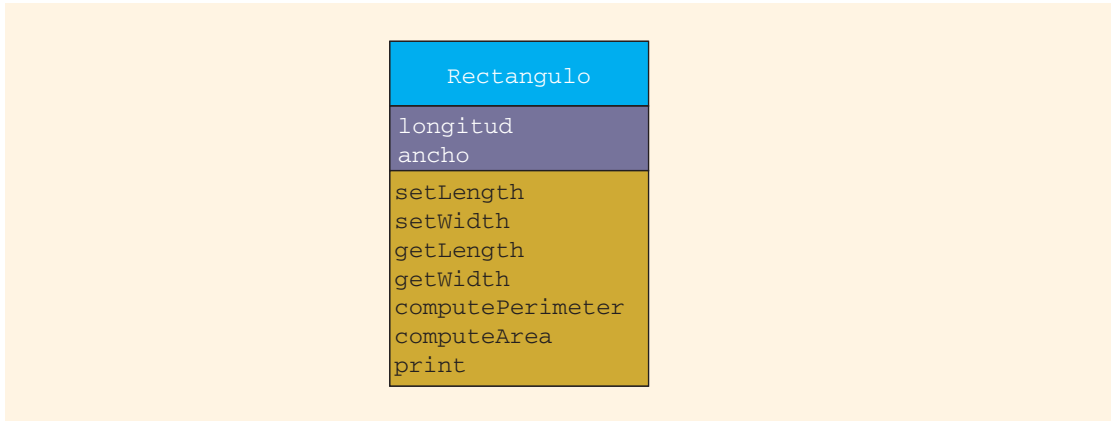 Rectangulo
longitud
ancho
setLength
setWidth
getLength
getWidth
computePerimeter
computeArea
print